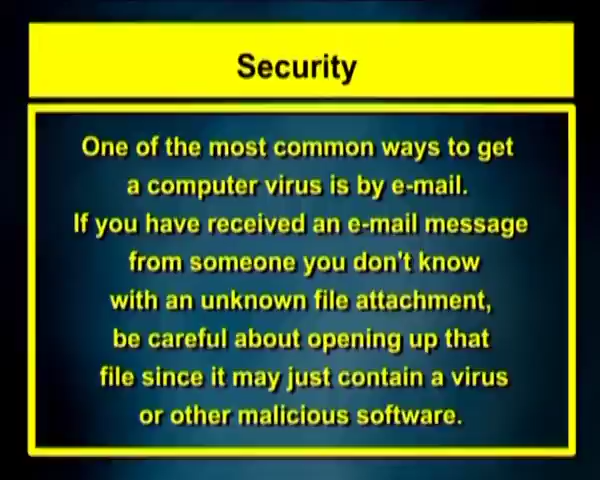 Security
One of the most common ways to get
a computer virus is by e-mail.
If you have received an e-mail message
from someone you don't know
with an unknown file attachment,
be careful about opening up that
file since it may just contain a virus
or other malicious software.